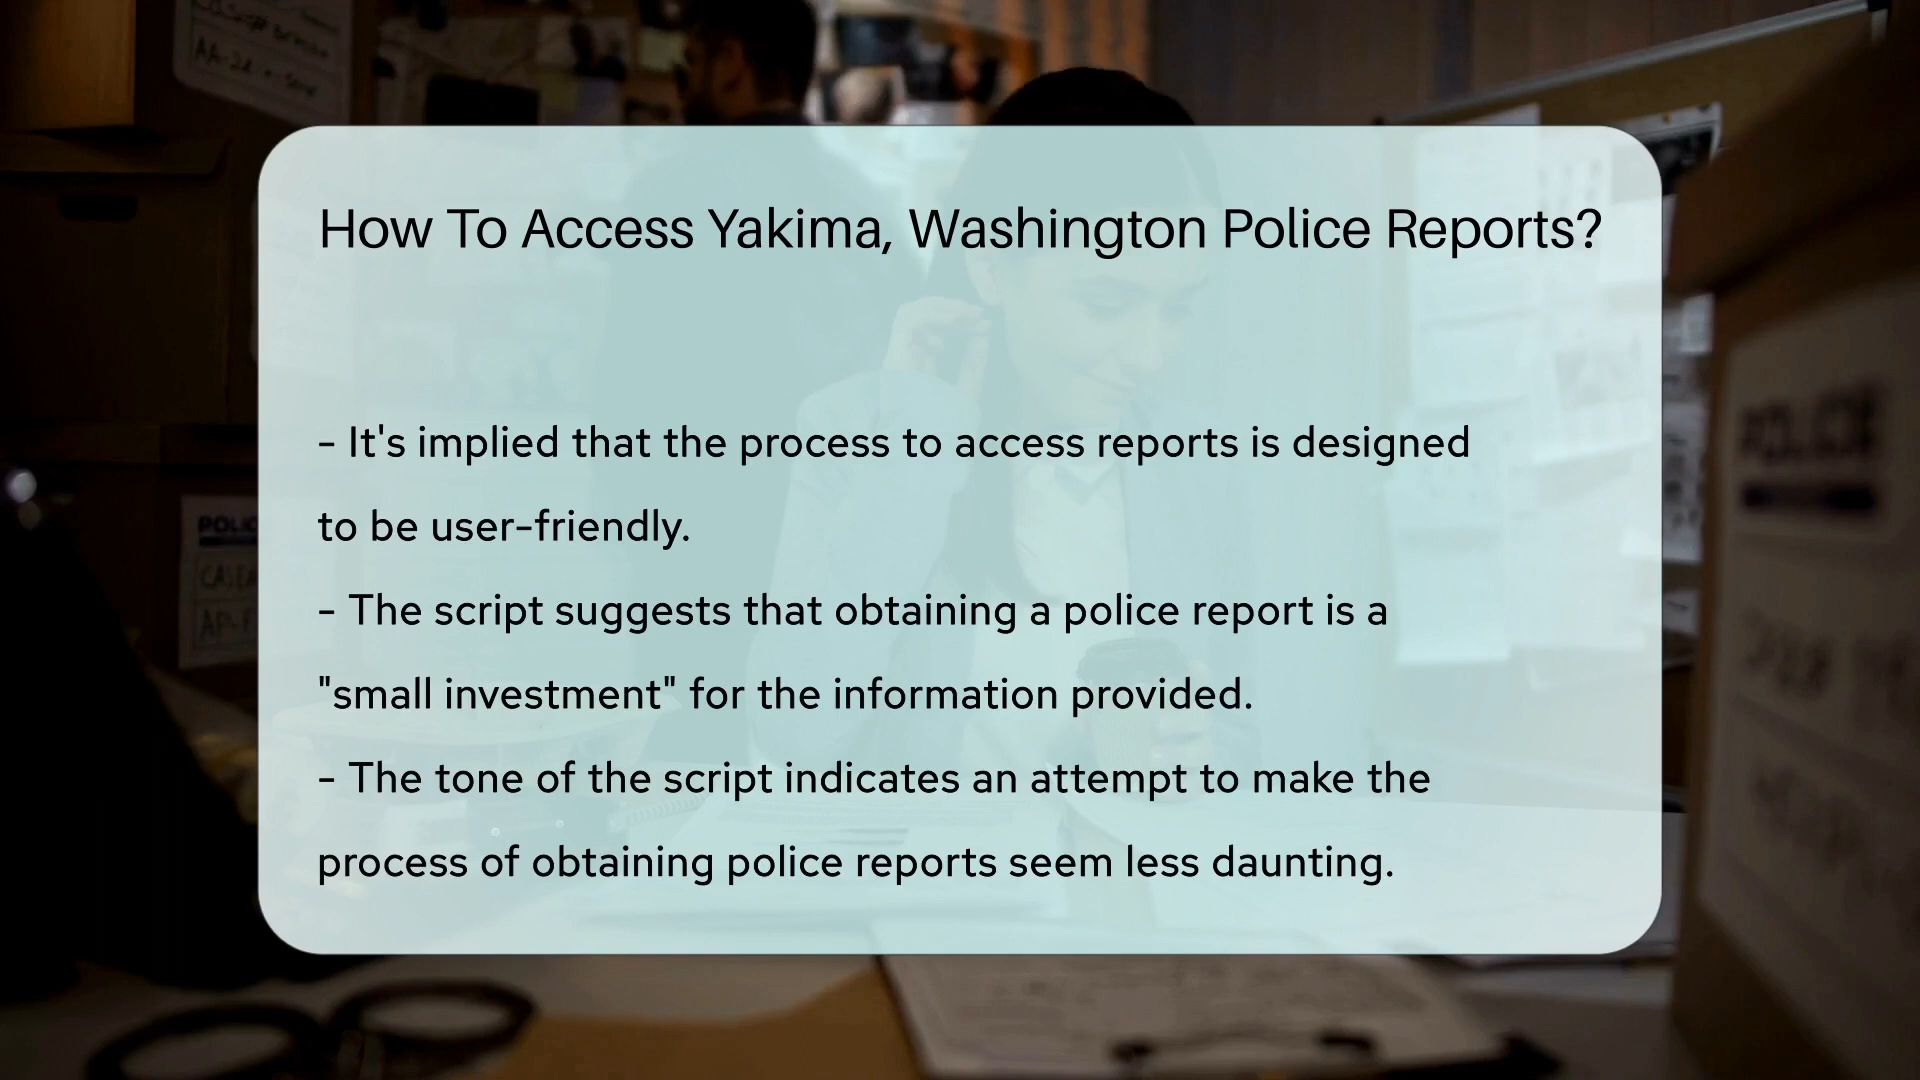 How To Access Yakima, Washington Police Reports?
- It's implied that the process to access reports is designed
to be user-friendly.
- The script suggests that obtaining a police report is a
"small investment" for the information provided.
- The tone of the script indicates an attempt to make the
process of obtaining police reports seem less daunting.
POLICE